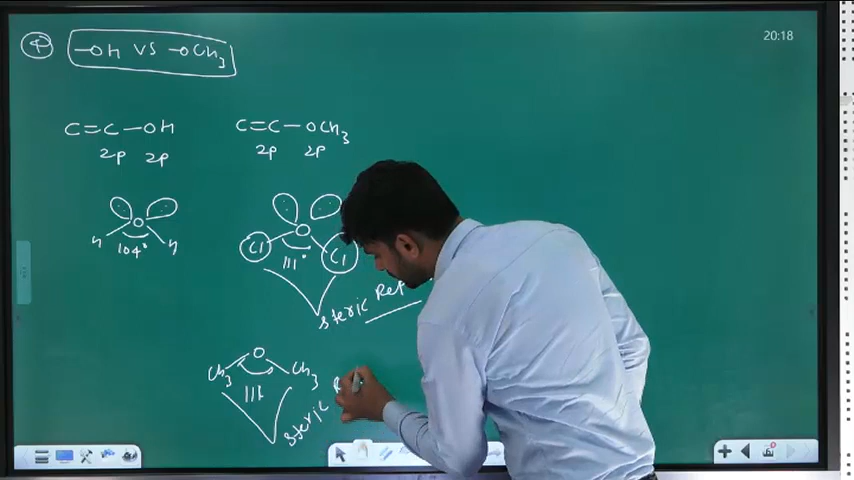 20:18
④ -OH VS -OCH3
C=C-OH C=C-OCH3
2p 2p 2p 2p
O O
H 104° H Cl 111° Cl
steric Rep
O
CH3 CH3
111°
steric R